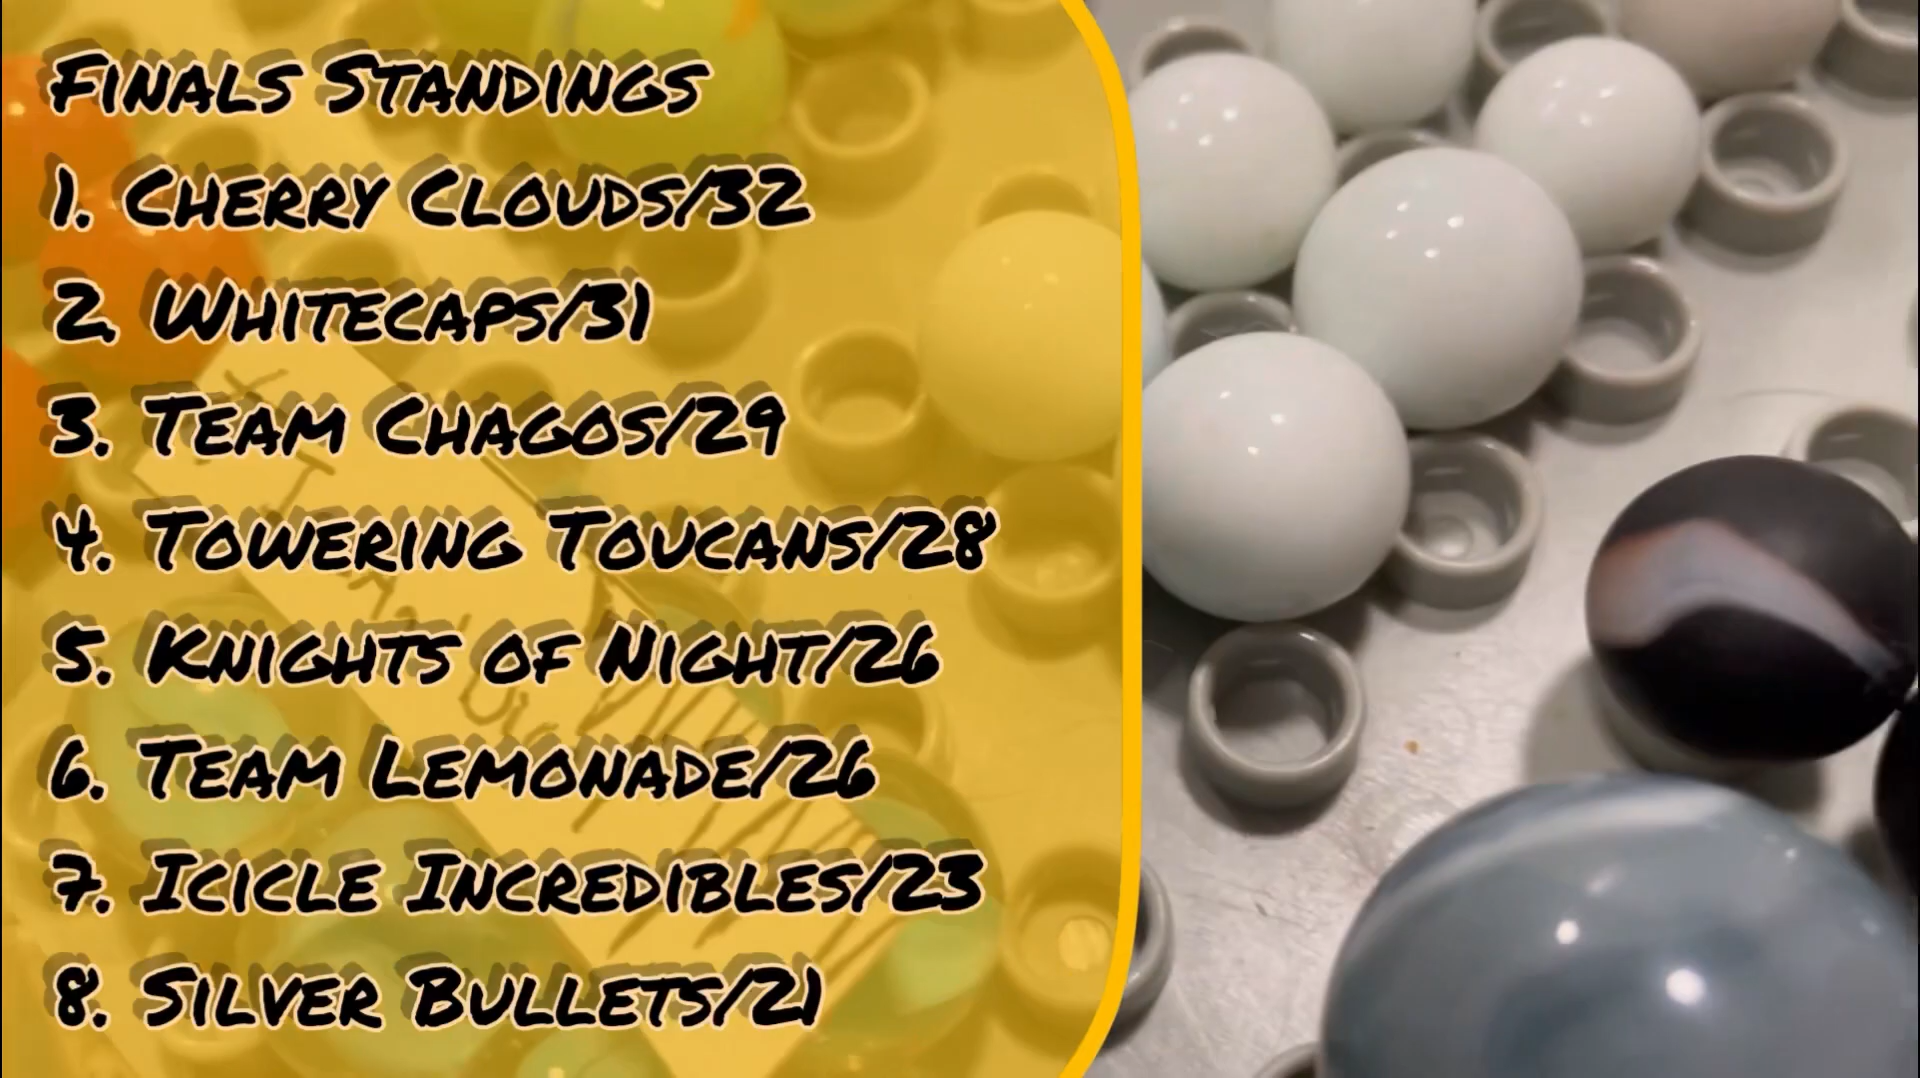 Finals Standings
1. Cherry Clouds/32
2. Whitecaps/31
3. Team Chagos/29
4. Towering Toucans/28
5. Knights of Night/26
6. Team Lemonade/26
7. Icicle Incredibles/23
8. Silver Bullets/21